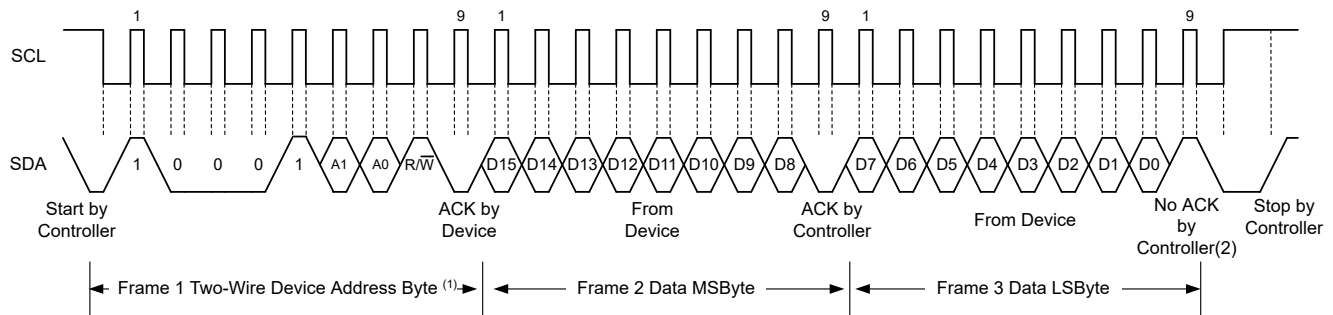 1 9 1 9 1 9
SCL
SDA
1 0 0 0 1 A1 A0 R/W̅ D15 D14 D13 D12 D11 D10 D9 D8 D7 D6 D5 D4 D3 D2 D1 D0
Start by
Controller
ACK by
Device
From
Device
ACK by
Controller
From Device
No ACK
by
Controller(2)
Stop by
Controller
Frame 1 Two-Wire Device Address Byte (1)
Frame 2 Data MSByte
Frame 3 Data LSByte